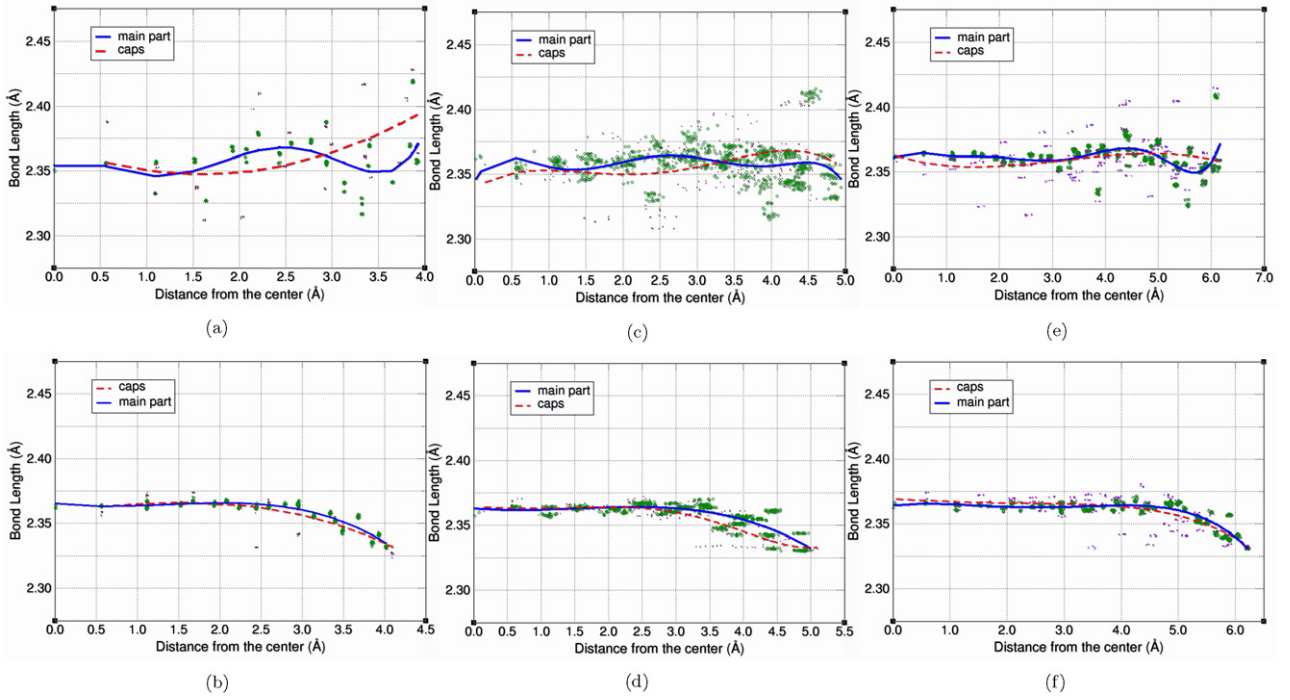 2.45
2.40
2.35
2.30
Bond Length (Å)
main part
caps
0.0 0.5 1.0 1.5 2.0 2.5 3.0 3.5 4.0
Distance from the center (Å)
(a)
2.45
2.40
2.35
2.30
Bond Length (Å)
main part
caps
0.0 0.5 1.0 1.5 2.0 2.5 3.0 3.5 4.0 4.5 5.0
Distance from the center (Å)
(c)
2.45
2.40
2.35
2.30
Bond Length (Å)
main part
caps
0.0 1.0 2.0 3.0 4.0 5.0 6.0 7.0
Distance from the center (Å)
(e)
2.45
2.40
2.35
2.30
Bond Length (Å)
caps
main part
0.0 0.5 1.0 1.5 2.0 2.5 3.0 3.5 4.0 4.5
Distance from the center (Å)
(b)
2.45
2.40
2.35
2.30
Bond Length (Å)
main part
caps
0.0 0.5 1.0 1.5 2.0 2.5 3.0 3.5 4.0 4.5 5.0 5.5
Distance from the center (Å)
(d)
2.45
2.40
2.35
2.30
Bond Length (Å)
caps
main part
0.0 1.0 2.0 3.0 4.0 5.0 6.0
Distance from the center (Å)
(f)